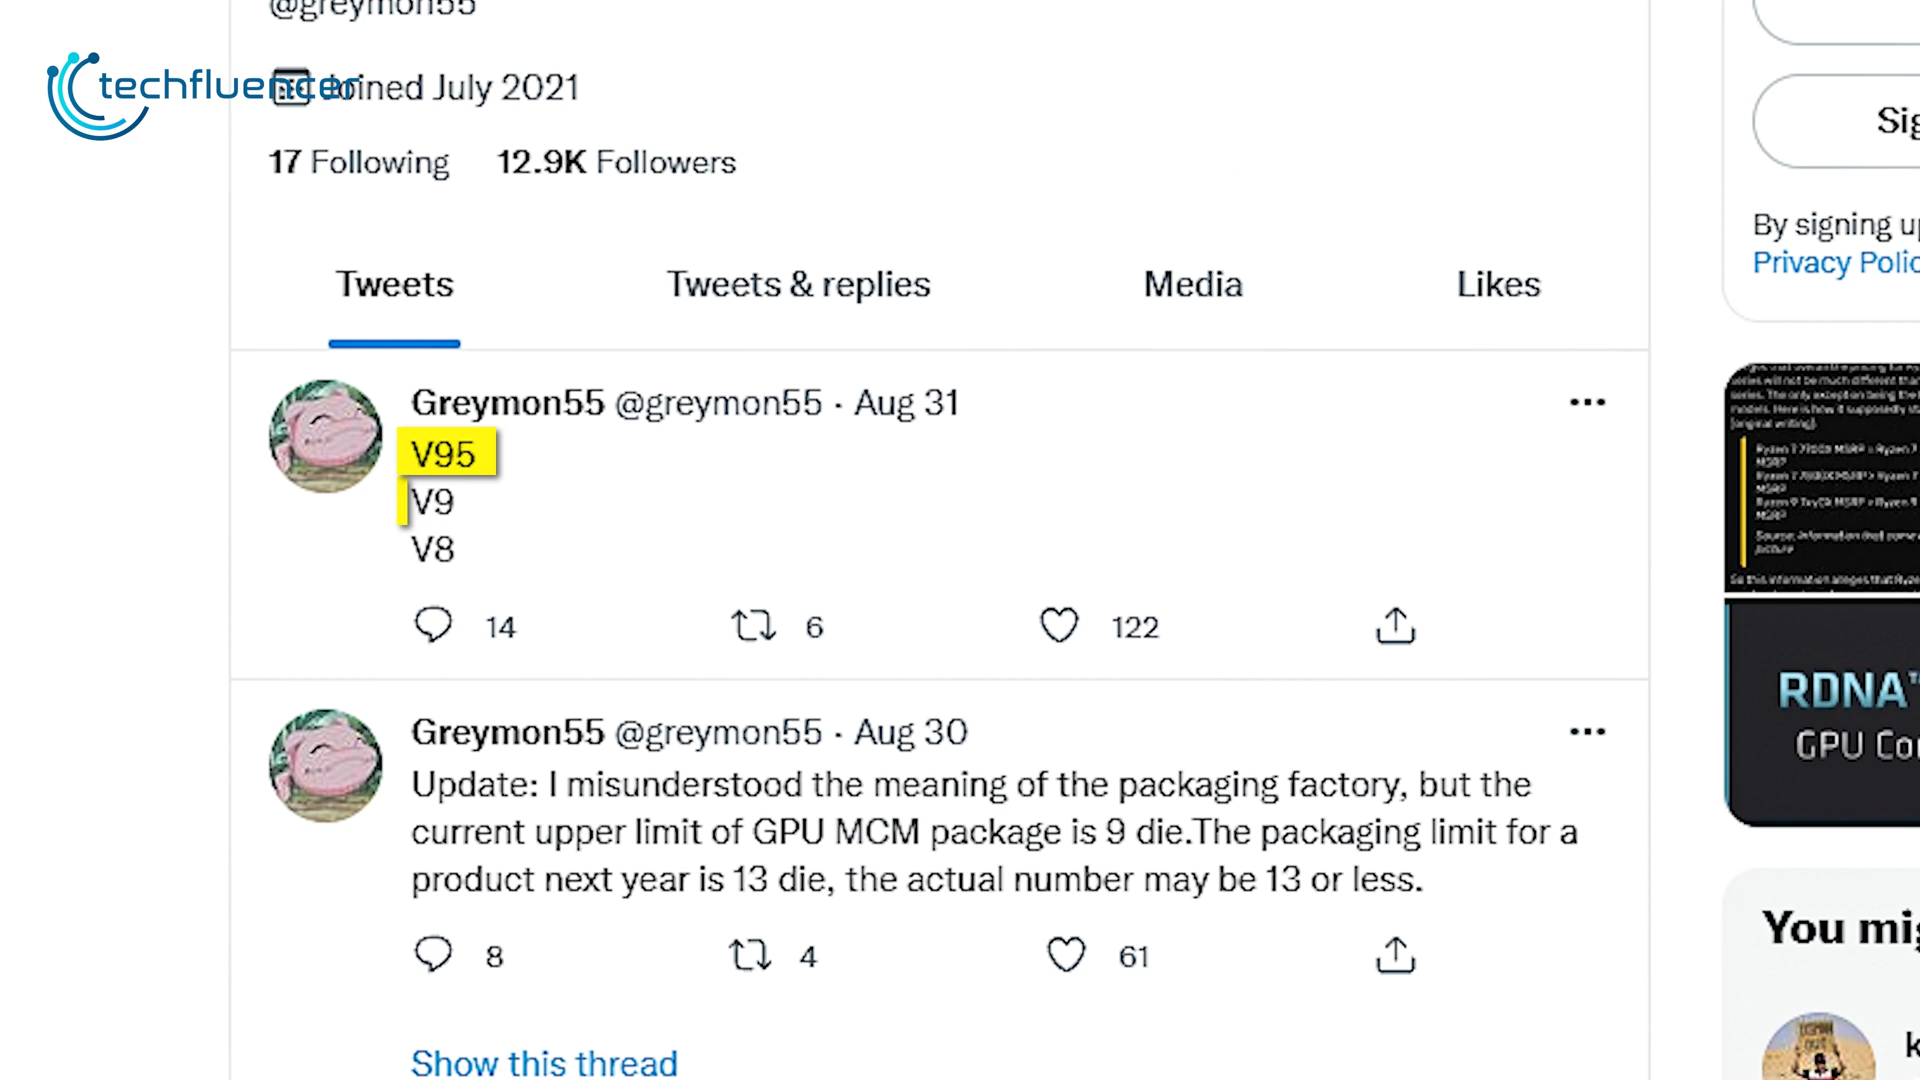 @greymon55
techfluencer
Joined July 2021
17 Following 12.9K Followers
Sig
By signing up
Privacy Polic
Tweets Tweets & replies Media Likes
Greymon55 @greymon55 · Aug 31
V95
V9
V8
14 6 122
Greymon55 @greymon55 · Aug 30
Update: I misunderstood the meaning of the packaging factory, but the
current upper limit of GPU MCM package is 9 die.The packaging limit for a
product next year is 13 die, the actual number may be 13 or less.
8 4 61
Show this thread
RDNA™
GPU Co
You mig
k